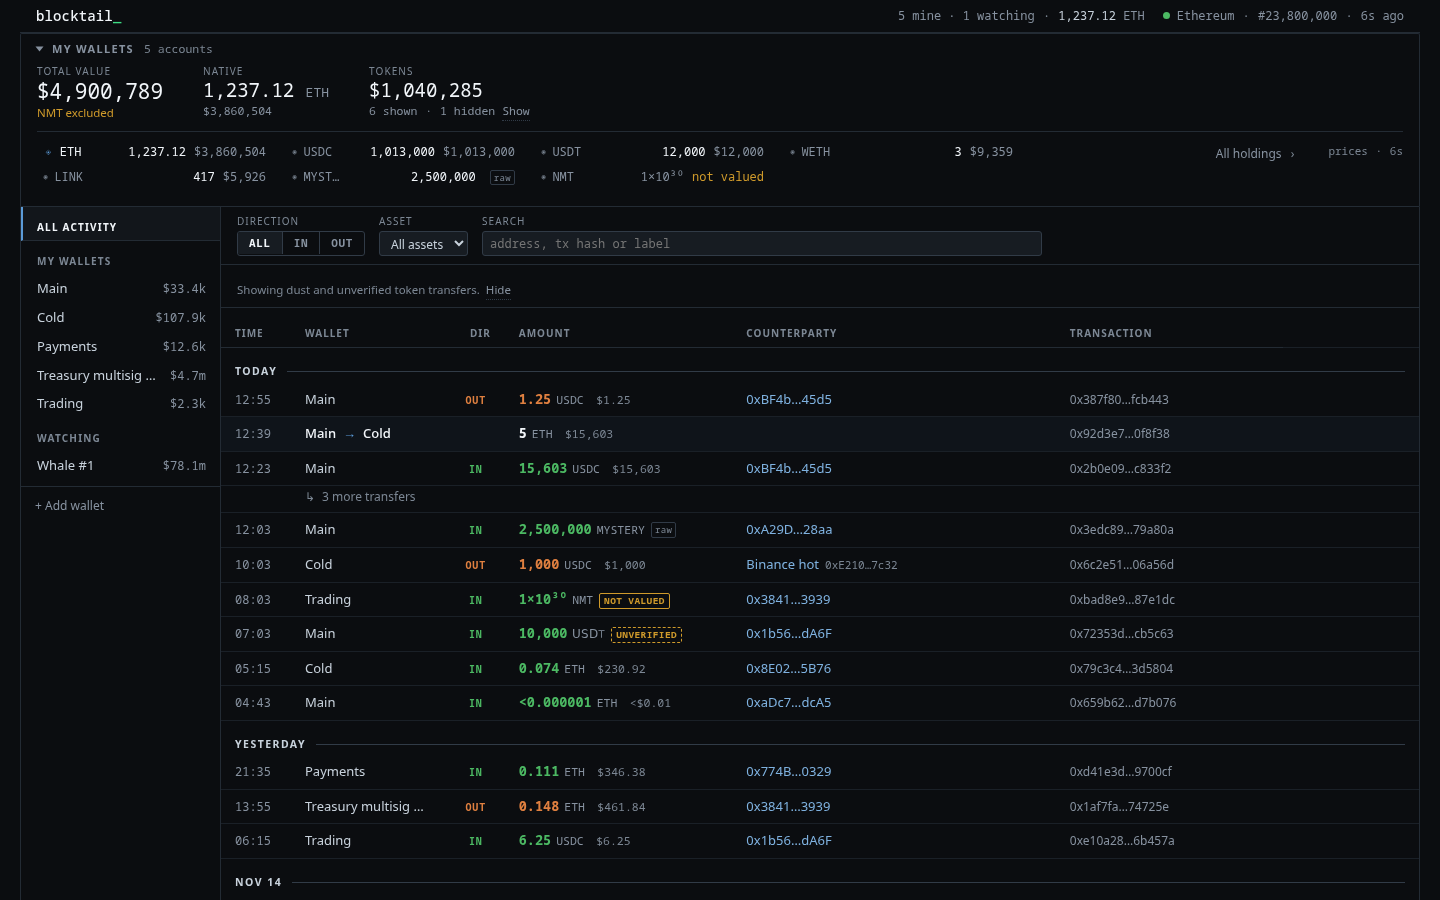 blocktail_
5 mine · 1 watching · 1,237.12 ETH Ethereum · #23,800,000 · 6s ago
MY WALLETS 5 accounts
TOTAL VALUE NATIVE TOKENS
$4,900,789 1,237.12 ETH $1,040,285
NMT excluded $3,860,504 6 shown · 1 hidden Show
ETH 1,237.12 $3,860,504 USDC 1,013,000 $1,013,000 USDT 12,000 $12,000 WETH 3 $9,359 All holdings › prices · 6s
LINK 417 $5,926 MYST… 2,500,000 raw NMT 1×10³⁰ not valued
ALL ACTIVITY
MY WALLETS
Main $33.4k
Cold $107.9k
Payments $12.6k
Treasury multisig … $4.7m
Trading $2.3k
WATCHING
Whale #1 $78.1m
+ Add wallet
DIRECTION ASSET SEARCH
ALL IN OUT All assets address, tx hash or label
Showing dust and unverified token transfers. Hide
TIME WALLET DIR AMOUNT COUNTERPARTY TRANSACTION
TODAY
12:55 Main OUT 1.25 USDC $1.25 0xBF4b…45d5 0x387f80…fcb443
12:39 Main → Cold 5 ETH $15,603 0x92d3e7…0f8f38
12:23 Main IN 15,603 USDC $15,603 0xBF4b…45d5 0x2b0e09…c833f2
↳ 3 more transfers
12:03 Main IN 2,500,000 MYSTERY raw 0xA29D…28aa 0x3edc89…79a80a
10:03 Cold OUT 1,000 USDC $1,000 Binance hot 0xE210…7c32 0x6c2e51…06a56d
08:03 Trading IN 1×10³⁰ NMT NOT VALUED 0x3841…3939 0xbad8e9…87e1dc
07:03 Main IN 10,000 USDT UNVERIFIED 0x1b56…dA6F 0x72353d…cb5c63
05:15 Cold IN 0.074 ETH $230.92 0x8E02…5B76 0x79c3c4…3d5804
04:43 Main IN <0.000001 ETH <$0.01 0xaDc7…dcA5 0x659b62…d7b076
YESTERDAY
21:35 Payments IN 0.111 ETH $346.38 0x774B…0329 0xd41e3d…9700cf
13:55 Treasury multisig … OUT 0.148 ETH $461.84 0x3841…3939 0x1af7fa…74725e
06:15 Trading IN 6.25 USDC $6.25 0x1b56…dA6F 0xe10a28…6b457a
NOV 14